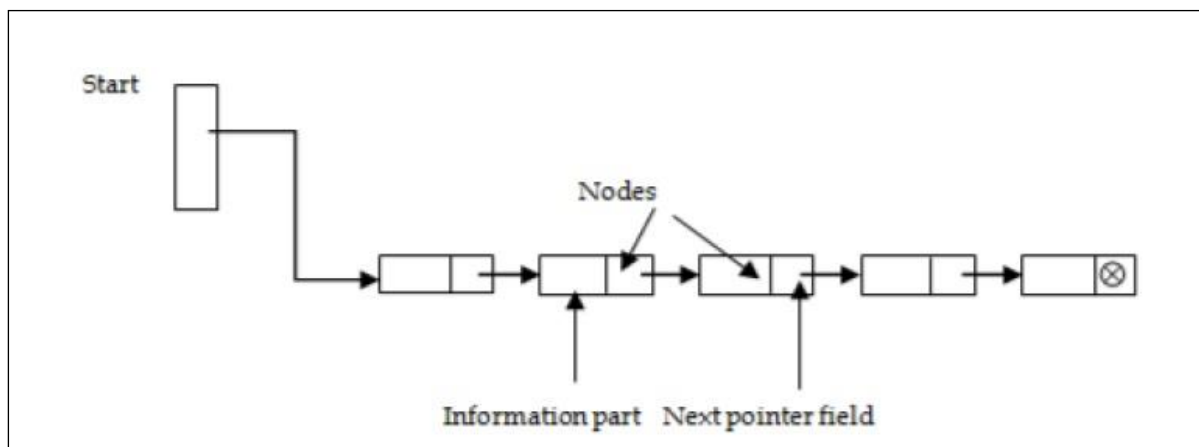 Start
Nodes
Information part
Next pointer field